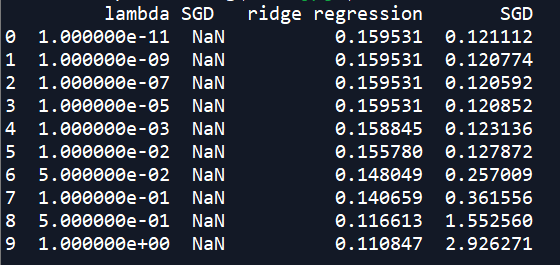 lambda SGD ridge regression SGD
0 1.000000e-11 NaN 0.159531 0.121112
1 1.000000e-09 NaN 0.159531 0.120774
2 1.000000e-07 NaN 0.159531 0.120592
3 1.000000e-05 NaN 0.159531 0.120852
4 1.000000e-03 NaN 0.158845 0.123136
5 1.000000e-02 NaN 0.155780 0.127872
6 5.000000e-02 NaN 0.148049 0.257009
7 1.000000e-01 NaN 0.140659 0.361556
8 5.000000e-01 NaN 0.116613 1.552560
9 1.000000e+00 NaN 0.110847 2.926271